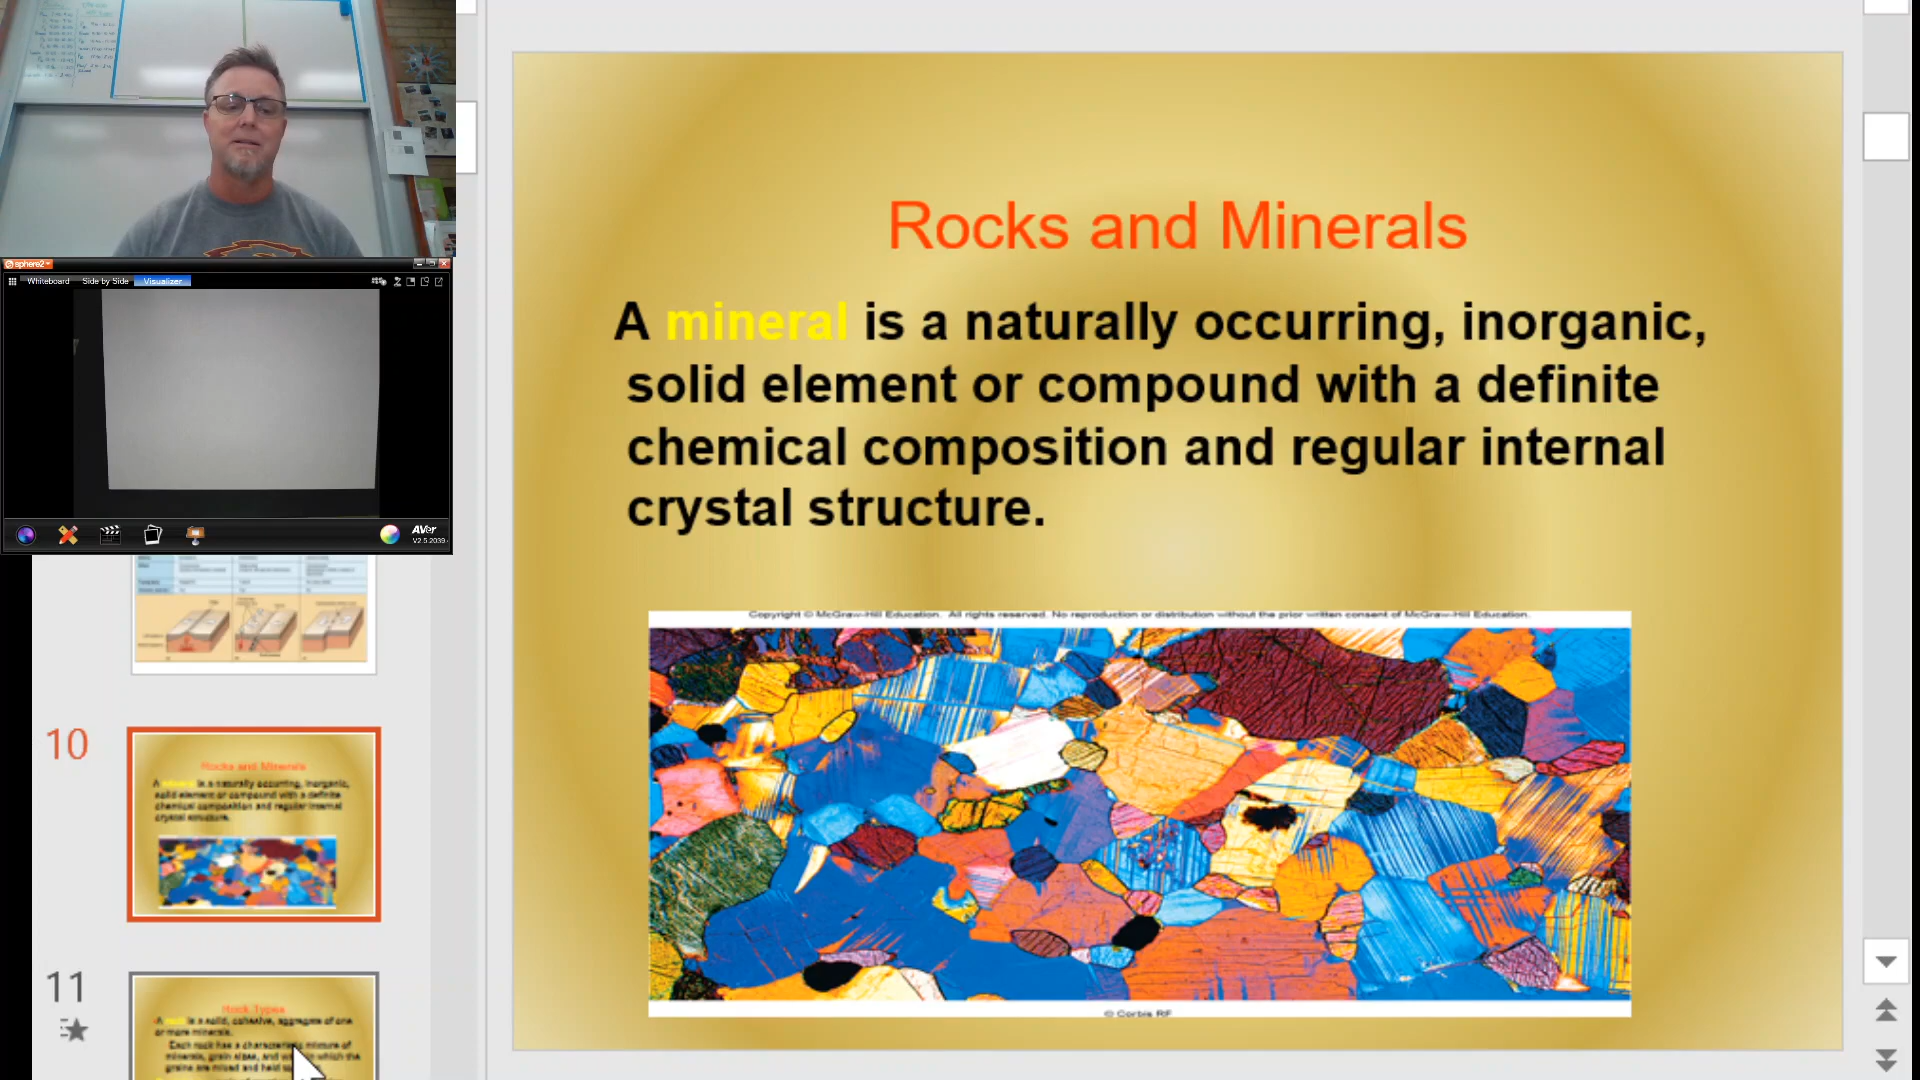 sphere2
Whiteboard Side by Side Visualizer
AVer
V2.5.2039
Rocks and Minerals
A mineral is a naturally occurring, inorganic,
solid element or compound with a definite
chemical composition and regular internal
crystal structure.
Copyright © McGraw-Hill Education. All rights reserved. No reproduction or distribution without the prior written consent of McGraw-Hill Education.
© Corbis RF
10
Rocks and Minerals
A mineral is a naturally occurring, inorganic,
solid element or compound with a definite
chemical composition and regular internal
crystal structure.
11
Rock Types
A rock is a solid, cohesive, aggregate of one
or more minerals.
Each rock has a characteristic mixture of
minerals, grain sizes, and in which the
grains are mixed and held